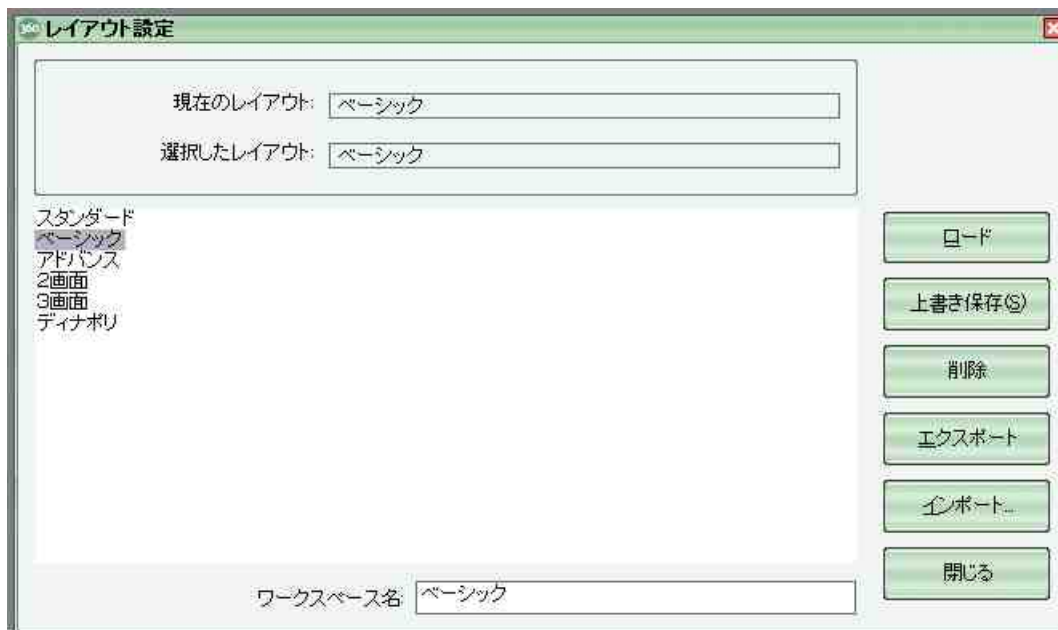 レイアウト設定
現在のレイアウト: ベーシック
選択したレイアウト: ベーシック
スタンダード
ベーシック
アドバンス
2画面
3画面
ディナポリ
ロード
上書き保存(S)
削除
エクスポート
インポート...
閉じる
ワークスペース名: ベーシック